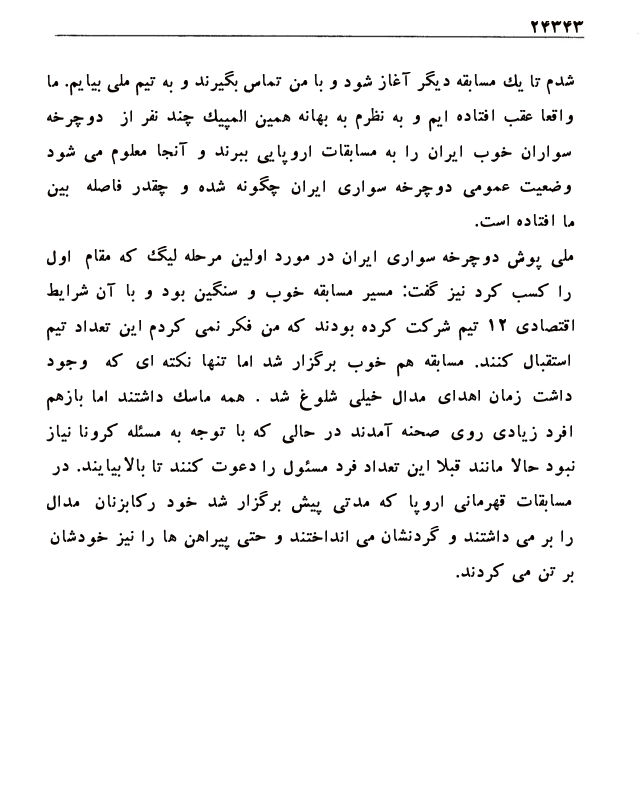 ۲۴۳۴۳
شدم تا یك مسابقه دیگر آغاز شود و با من تماس بگیرند و به تیم ملی بیایم. ما
واقعا عقب افتاده ایم و به نظرم به بهانه همین المپیك چند نفر از دوچرخه
سواران خوب ایران را به مسابقات اروپایی ببرند و آنجا معلوم می شود
وضعیت عمومی دوچرخه سواری ایران چگونه شده و چقدر فاصله بین
ما افتاده است.
ملی پوش دوچرخه سواری ایران در مورد اولین مرحله لیگ که مقام اول
را کسب کرد نیز گفت: مسیر مسابقه خوب و سنگین بود و با آن شرایط
اقتصادی ۱۲ تیم شرکت کرده بودند که من فکر نمی کردم این تعداد تیم
استقبال کنند. مسابقه هم خوب برگزار شد اما تنها نکته ای که وجود
داشت زمان اهدای مدال خیلی شلوغ شد . همه ماسك داشتند اما بازهم
افرد زیادی روی صحنه آمدند در حالی که با توجه به مسئله کرونا نیاز
نبود حالا مانند قبلا این تعداد فرد مسئول را دعوت کنند تا بالا بیایند. در
مسابقات قهرمانی اروپا که مدتی پیش برگزار شد خود رکابزنان مدال
را بر می داشتند و گردنشان می انداختند و حتی پیراهن ها را نیز خودشان
بر تن می کردند.